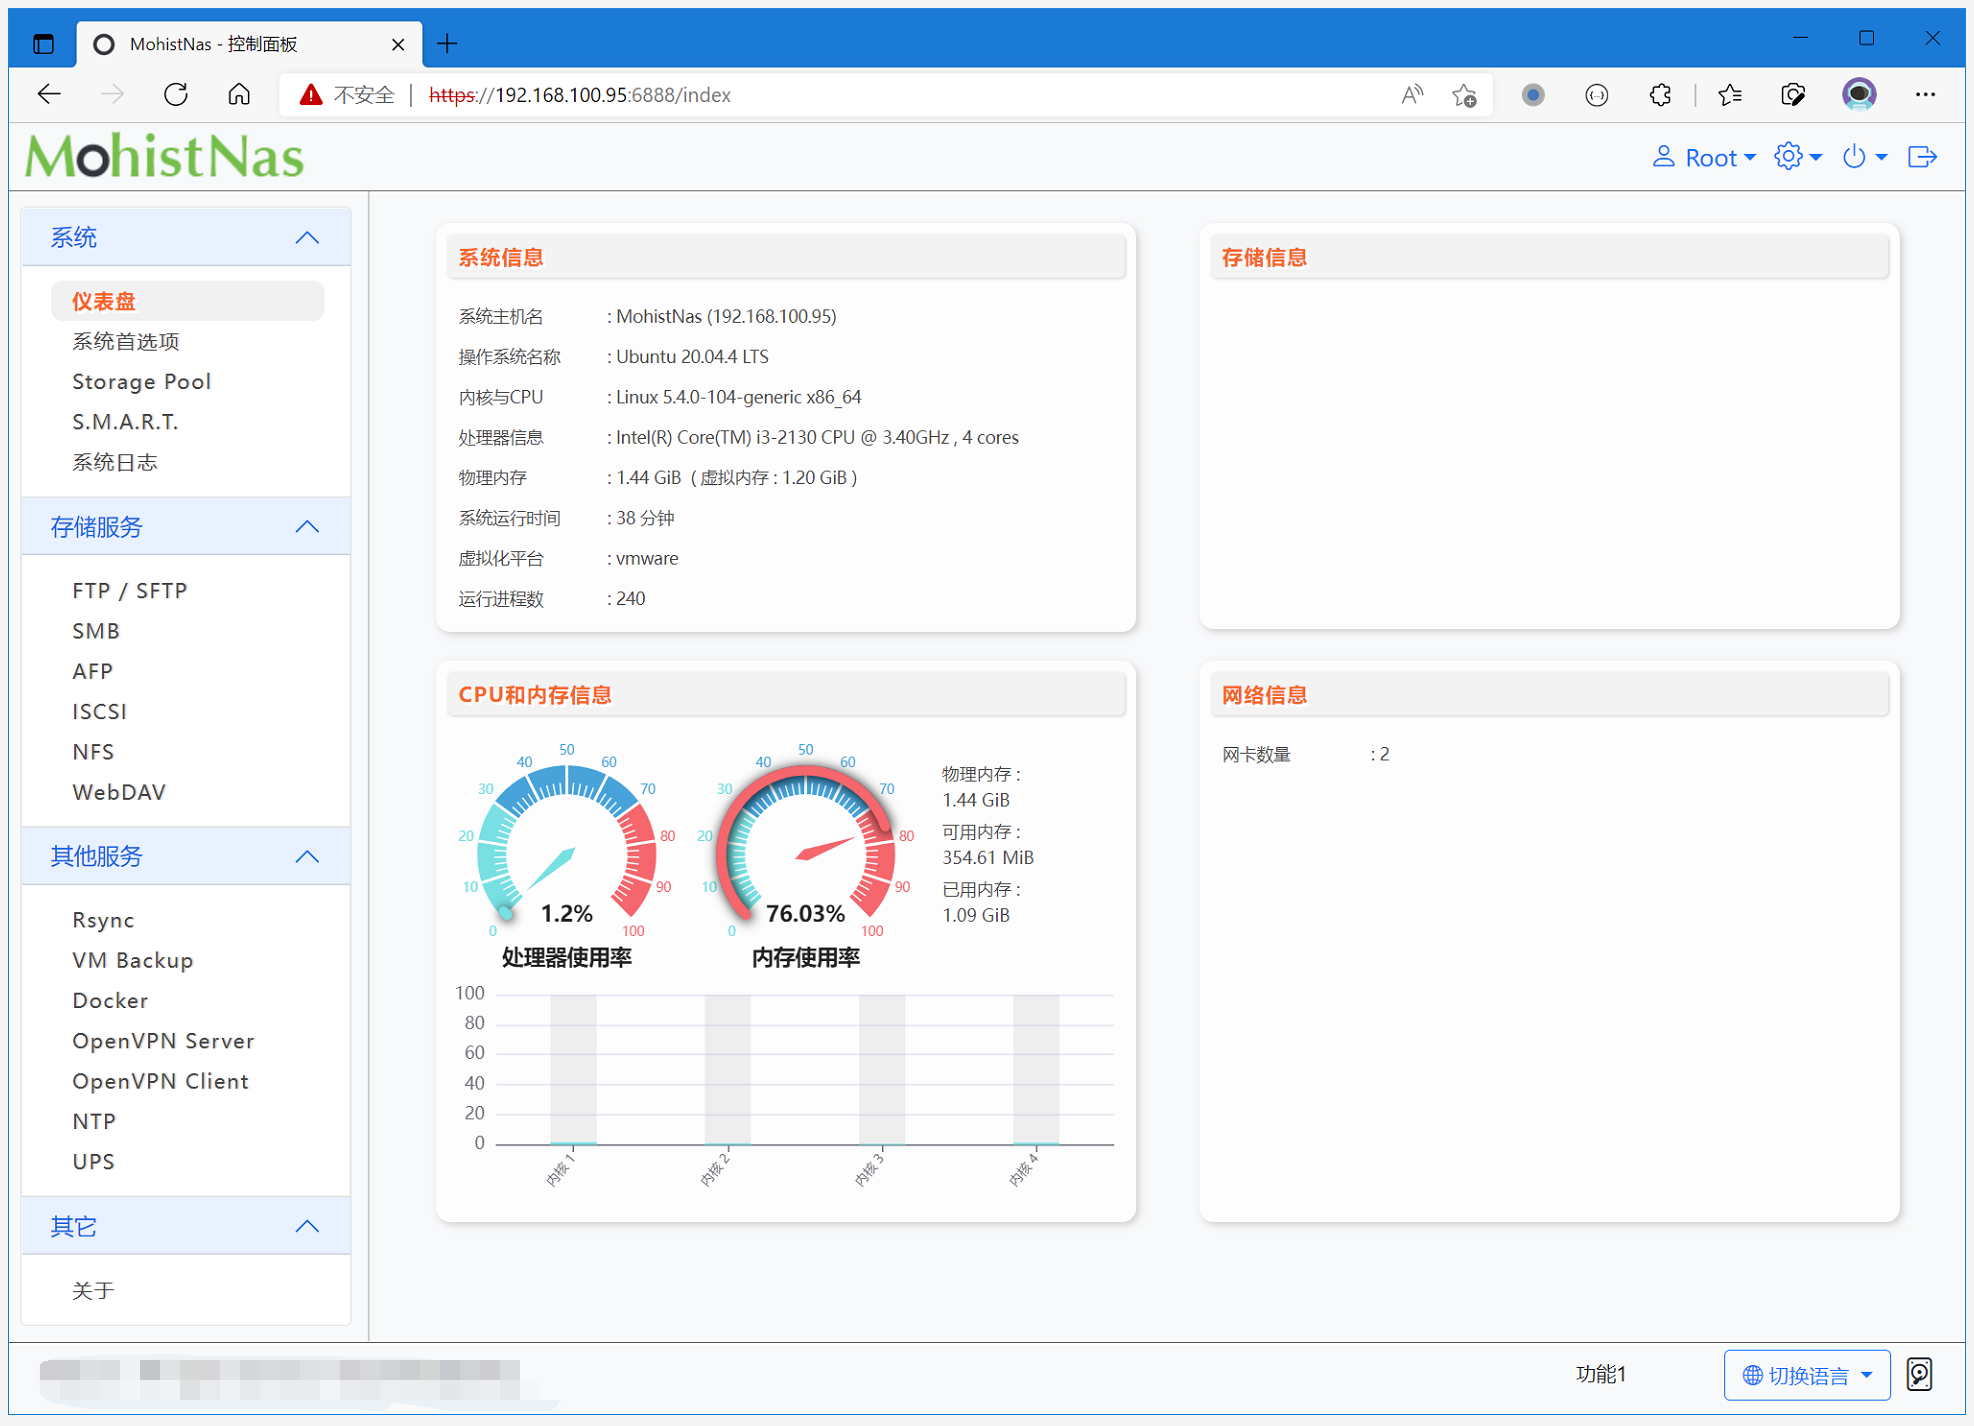 MohistNas - 控制面板
不安全 https://192.168.100.95:6888/index
MohistNas
Root
系统
仪表盘
系统首选项
Storage Pool
S.M.A.R.T.
系统日志
存储服务
FTP / SFTP
SMB
AFP
ISCSI
NFS
WebDAV
其他服务
Rsync
VM Backup
Docker
OpenVPN Server
OpenVPN Client
NTP
UPS
其它
关于
系统信息
系统主机名 : MohistNas (192.168.100.95)
操作系统名称 : Ubuntu 20.04.4 LTS
内核与CPU : Linux 5.4.0-104-generic x86_64
处理器信息 : Intel(R) Core(TM) i3-2130 CPU @ 3.40GHz , 4 cores
物理内存 : 1.44 GiB ( 虚拟内存 : 1.20 GiB )
系统运行时间 : 38 分钟
虚拟化平台 : vmware
运行进程数 : 240
存储信息
CPU和内存信息
0 10 20 30 40 50 60 70 80 90 100
1.2%
处理器使用率
0 10 20 30 40 50 60 70 80 90 100
76.03%
内存使用率
物理内存 :
1.44 GiB
可用内存 :
354.61 MiB
已用内存 :
1.09 GiB
100
80
60
40
20
0
内核 1 内核 2 内核 3 内核 4
网络信息
网卡数量 : 2
功能1
切换语言